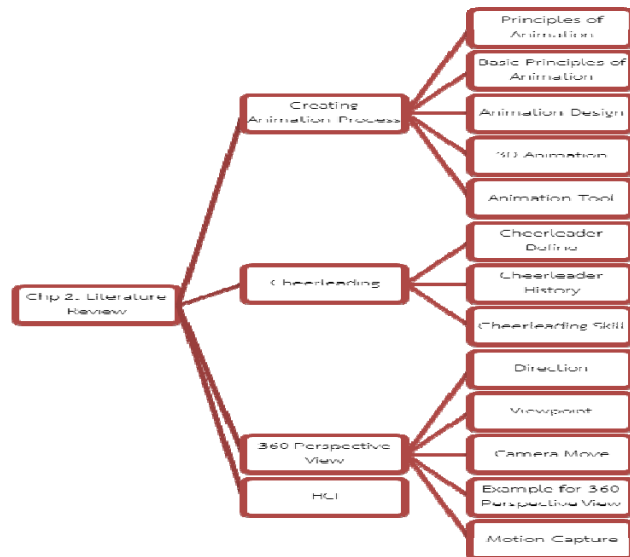 Chp 2. Literature
Review
Creating
Animation Process
Principles of
Animation
Basic Principles of
Animation
Animation Design
3D Animation
Animation Tool
Cheerleading
Cheerleader
Define
Cheerleader
History
Cheerleading Skill
360 Perspective
View
Direction
Viewpoint
Camera Move
Example for 360
Perspective View
Motion Capture
HCI